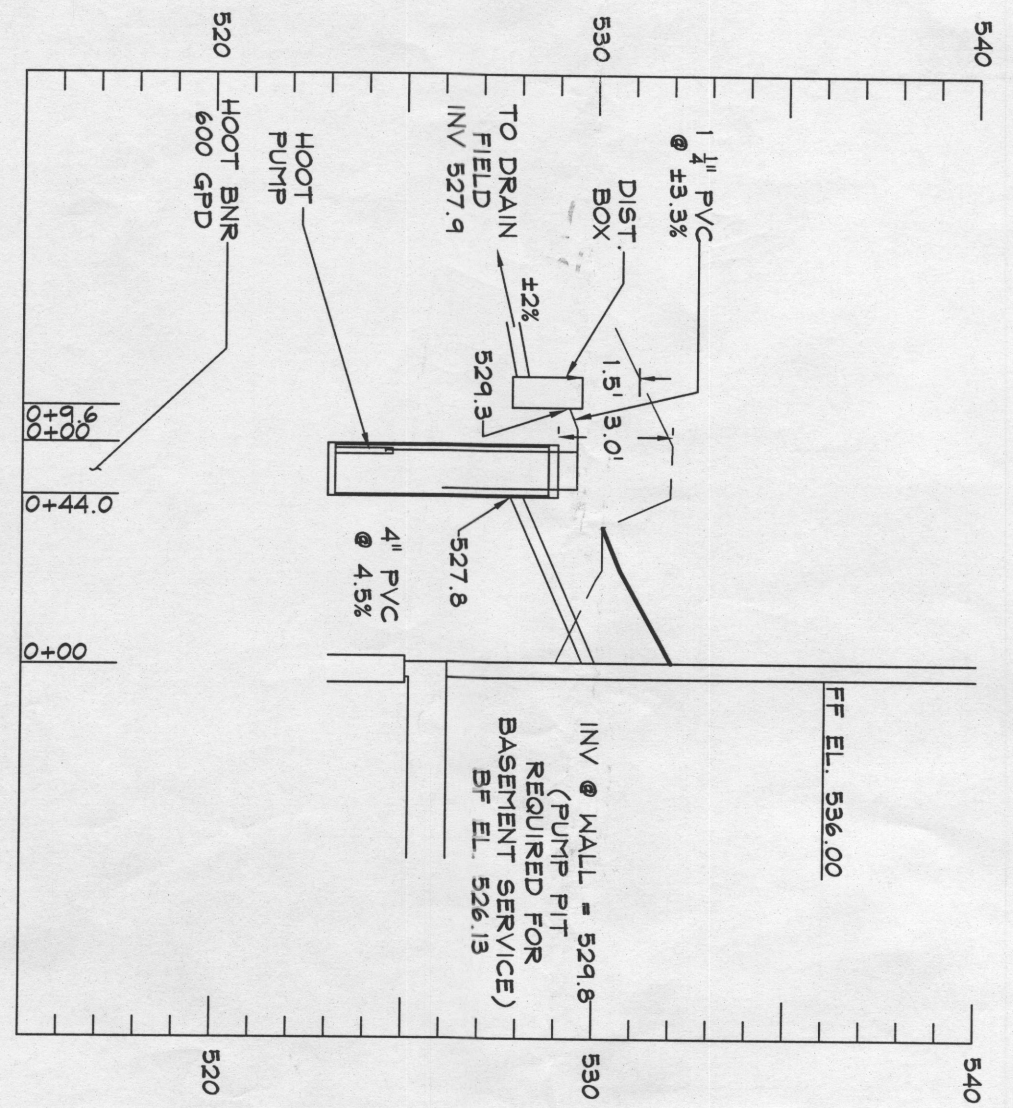 540
530
520
1 1/4" PVC
@ ±3.3%
DIST.
BOX
TO DRAIN
FIELD
INV 527.9
HOOT
PUMP
HOOT BNR
600 GPD
±2%
1.5'
3.0'
529.3
527.8
4" PVC
@ 4.5%
0+9.6
0+00
0+44.0
0+00
FF EL. 536.00
INV @ WALL = 529.8
(PUMP PIT
REQUIRED FOR
BASEMENT SERVICE)
BF EL. 526.13
540
530
520